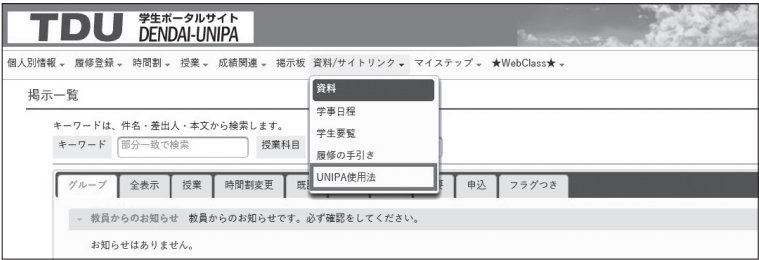 TDU 学生ポータルサイト
DENDAI-UNIPA
個人別情報 履修登録 時間割 授業 成績関連 掲示板 資料/サイトリンク マイステップ ★WebClass★
資料
学事日程
学生要覧
履修の手引き
UNIPA使用法
掲示一覧
キーワードは、件名・差出人・本文から検索します。
キーワード 部分一致で検索 授業科目
グループ 全表示 授業 時間割変更 申込 フラグつき
教員からのお知らせ 教員からのお知らせです。必ず確認をしてください。
お知らせはありません。